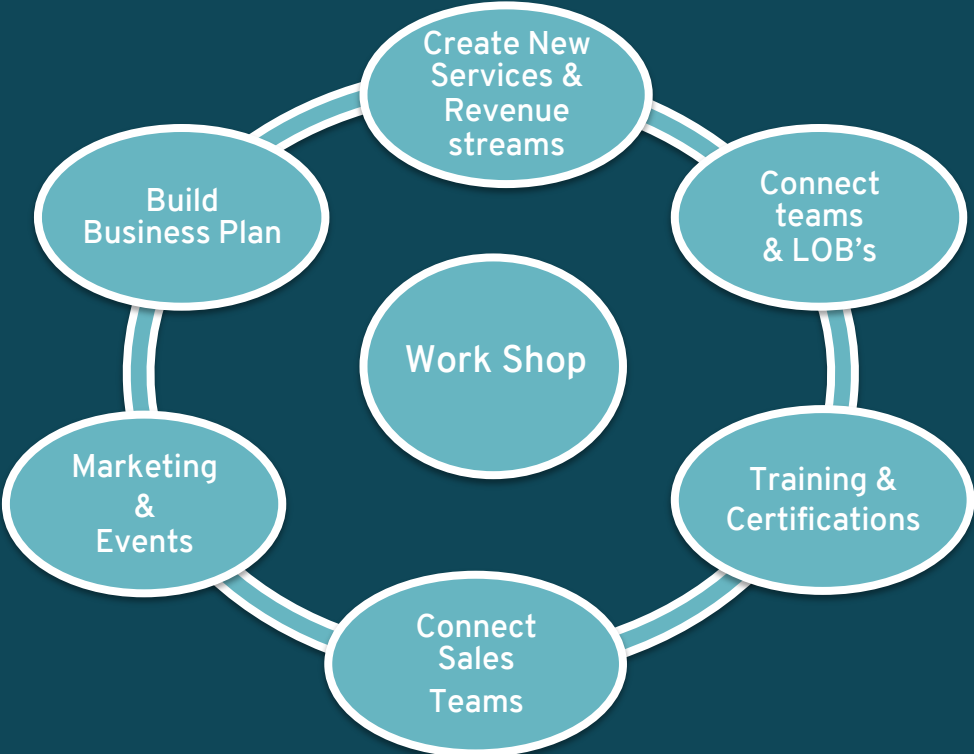 Create New
Services &
Revenue
streams
Build
Business Plan
Connect
teams
& LOB's
Work Shop
Marketing
&
Events
Training &
Certifications
Connect
Sales
Teams